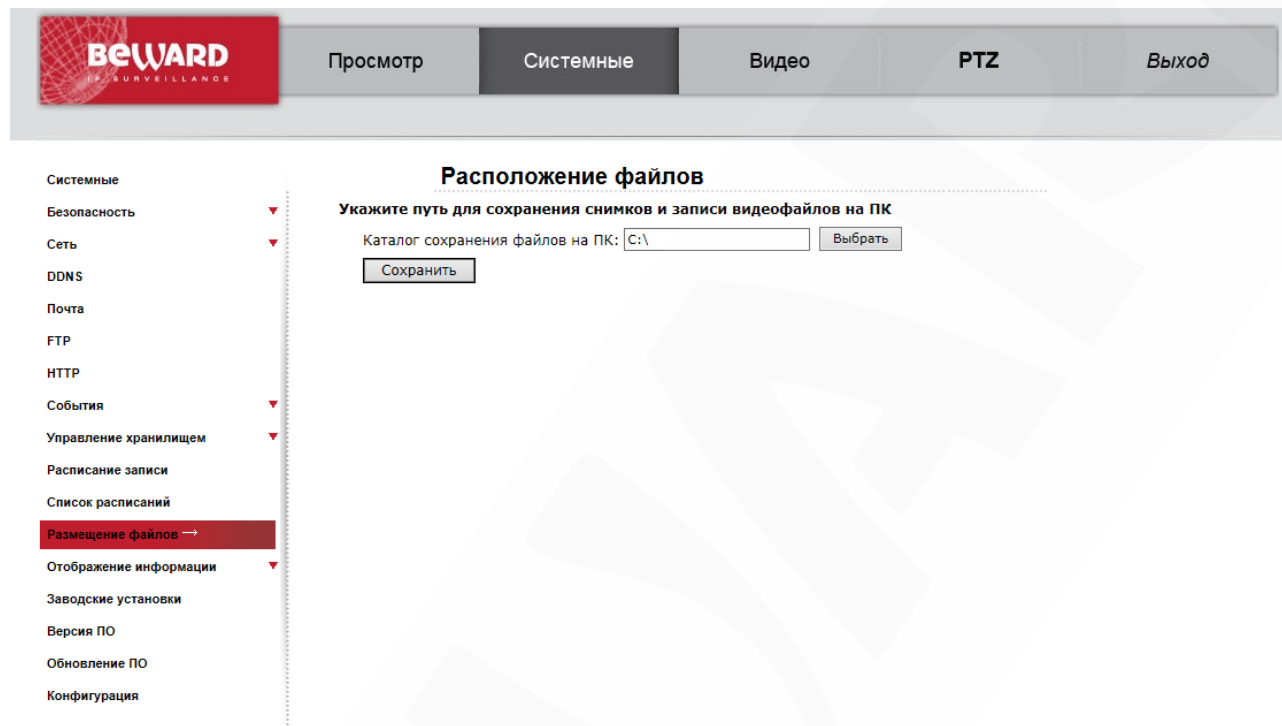 BEWARD
IP SURVEILLANCE
Просмотр
Системные
Видео
PTZ
Выход
Системные
Безопасность
Сеть
DDNS
Почта
FTP
HTTP
События
Управление хранилищем
Расписание записи
Список расписаний
Размещение файлов →
Отображение информации
Заводские установки
Версия ПО
Обновление ПО
Конфигурация
Расположение файлов
Укажите путь для сохранения снимков и записи видеофайлов на ПК
Каталог сохранения файлов на ПК: C:\ Выбрать
Сохранить